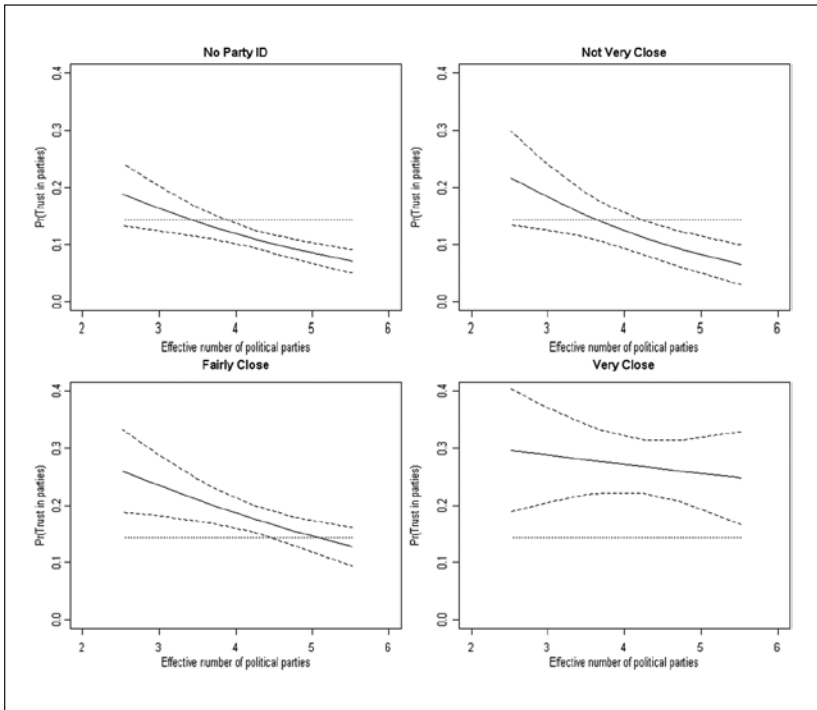 No Party ID
Pr(Trust in parties)
0.4
0.3
0.2
0.1
0.0
2 3 4 5 6
Effective number of political parties
Not Very Close
Pr(Trust in parties)
0.4
0.3
0.2
0.1
0.0
2 3 4 5 6
Effective number of political parties
Fairly Close
Pr(Trust in parties)
0.4
0.3
0.2
0.1
0.0
2 3 4 5 6
Effective number of political parties
Very Close
Pr(Trust in parties)
0.4
0.3
0.2
0.1
0.0
2 3 4 5 6
Effective number of political parties